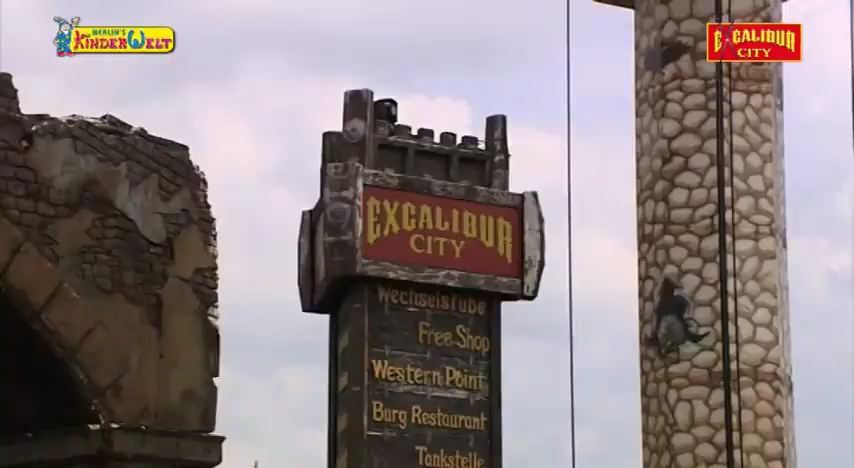 MERLIN'S
KINDERWELT
EXCALIBUR
CITY
EXCALIBUR
CITY
Wechselstube
Free Shop
Western Point
Burg Restaurant
Tankstelle